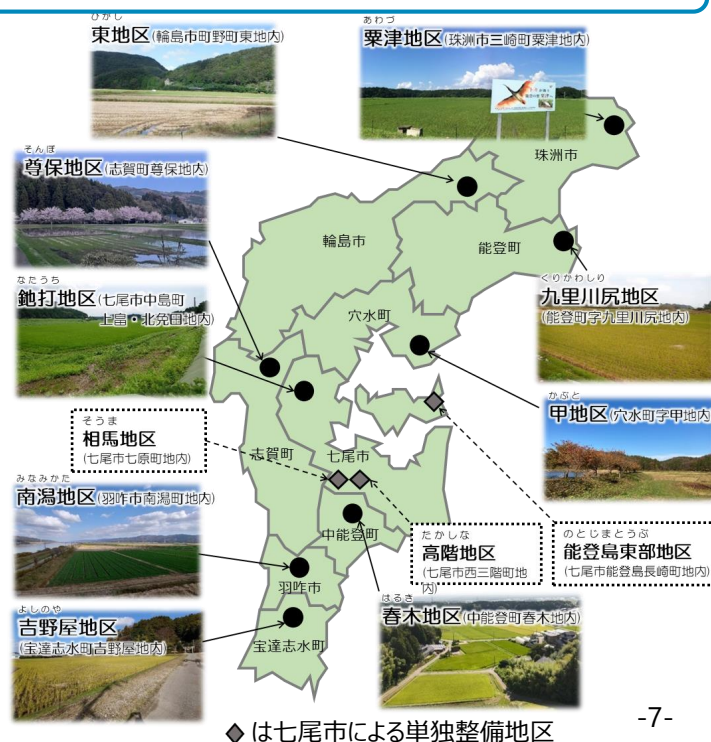 ひがし
東地区(輪島市町野町東地内)
あわづ
粟津地区(珠洲市三崎町粟津地内)
そんぼ
尊保地区(志賀町尊保地内)
なたうち
鉈打地区(七尾市中島町
上畠・北免田地内)
そうま
相馬地区
(七尾市七原町地内)
みなみかた
南潟地区(羽咋市南潟町地内)
よしのや
吉野屋地区
(宝達志水町吉野屋地内)
くりかわしり
九里川尻地区
(能登町字九里川尻地内)
かぶと
甲地区(穴水町字甲地内
たかしな
高階地区
(七尾市西三階町地
内)
のとじまとうぶ
能登島東部地区
(七尾市能登島長崎町地内)
はるき
春木地区(中能登町春木地内)
珠洲市
輪島市
能登町
穴水町
志賀町
七尾市
中能登町
羽咋市
宝達志水町
◆は七尾市による単独整備地区
-7-